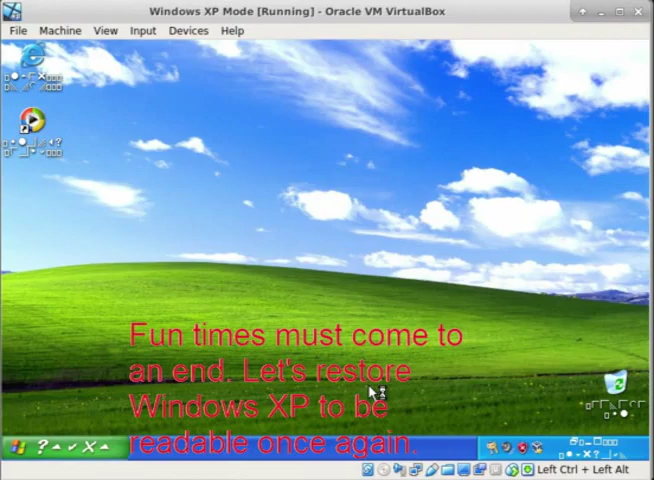 Windows XP Mode [Running] - Oracle VM VirtualBox
File Machine View Input Devices Help
Fun times must come to
an end. Let's restore
Windows XP to be
readable once again.
Left Ctrl + Left Alt